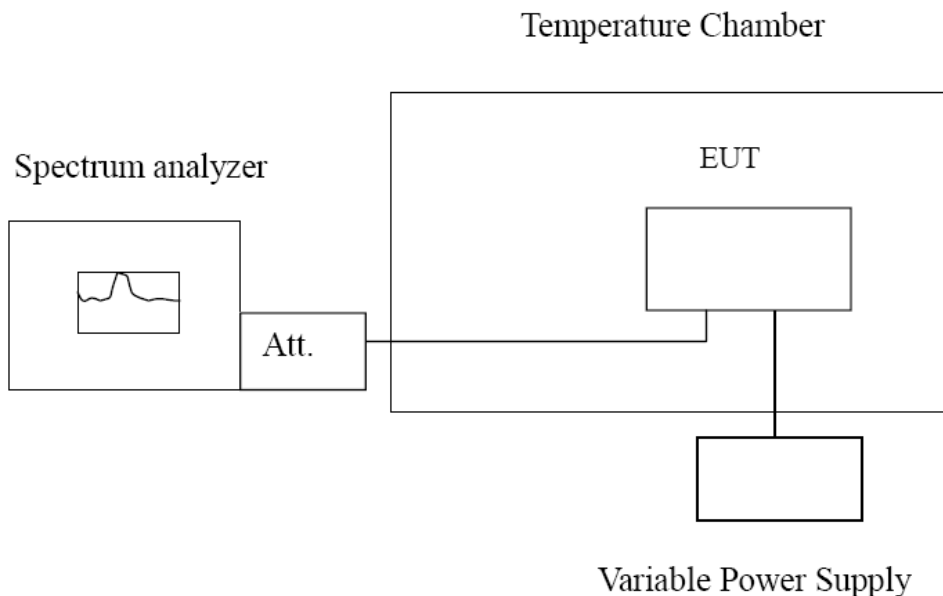 Temperature Chamber
EUT
Spectrum analyzer
Att.
Variable Power Supply